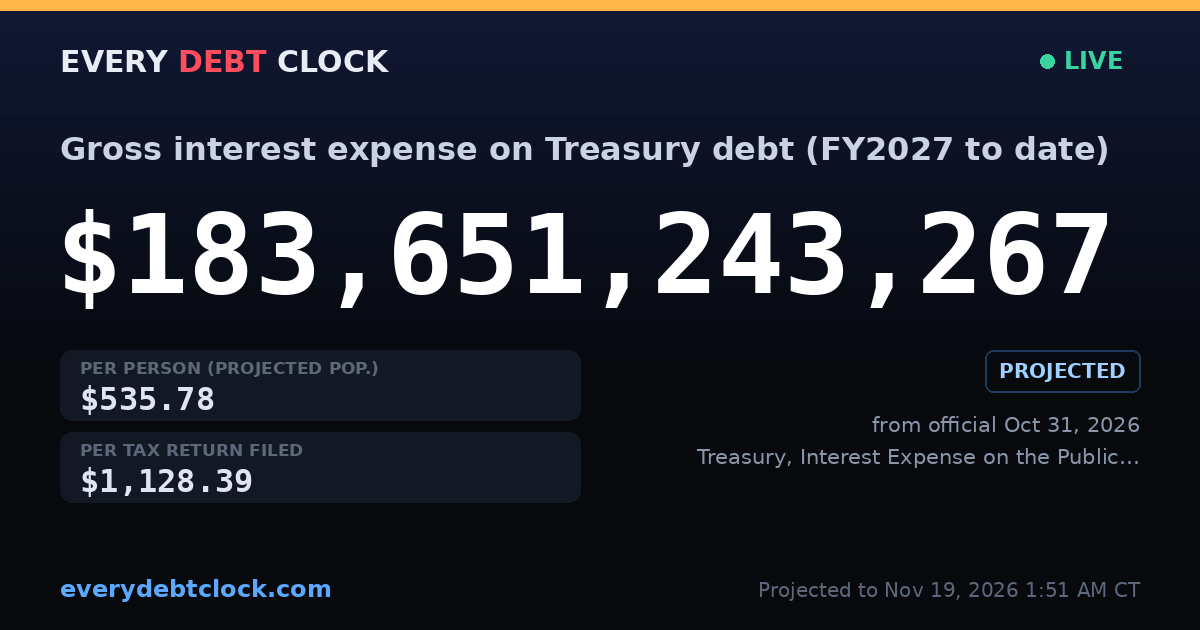 EVERY DEBT CLOCK
LIVE
Gross interest expense on Treasury debt (FY2027 to date)
$183,651,243,267
PER PERSON (PROJECTED POP.)
$535.78
PER TAX RETURN FILED
$1,128.39
PROJECTED
from official Oct 31, 2026
Treasury, Interest Expense on the Public...
everydebtclock.com
Projected to Nov 19, 2026 1:51 AM CT